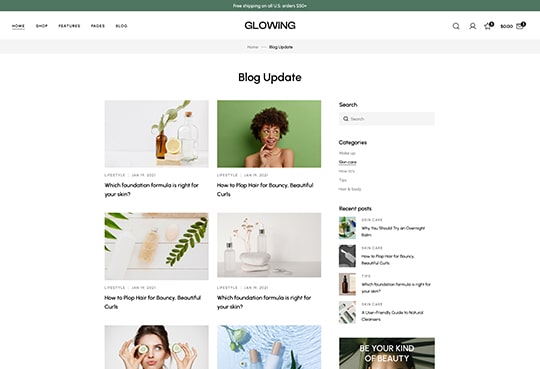 Free shipping on all U.S. orders $50+
HOME SHOP FEATURES PAGES BLOG
GLOWING
$0.00
Home — Blog Update
Blog Update
LIFESTYLE | JAN 19, 2021
Which foundation formula is right for
your skin?
LIFESTYLE | JAN 19, 2021
How to Plop Hair for Bouncy, Beautiful
Curls
LIFESTYLE | JAN 19, 2021
How to Plop Hair for Bouncy, Beautiful
Curls
LIFESTYLE | JAN 19, 2021
Which foundation formula is right for
your skin?
Search
Search
Categories
Make up
Skin care
How to's
Tips
Hair & body
Recent posts
SKIN CARE
Why You Should Try an Overnight
Balm
SKIN CARE
How to Plop Hair for Bouncy,
Beautiful Curls
TIPS
Which foundation formula is right for
your skin?
SKIN CARE
A User-Friendly Guide to Natural
Cleansers
BE YOUR KIND
OF BEAUTY